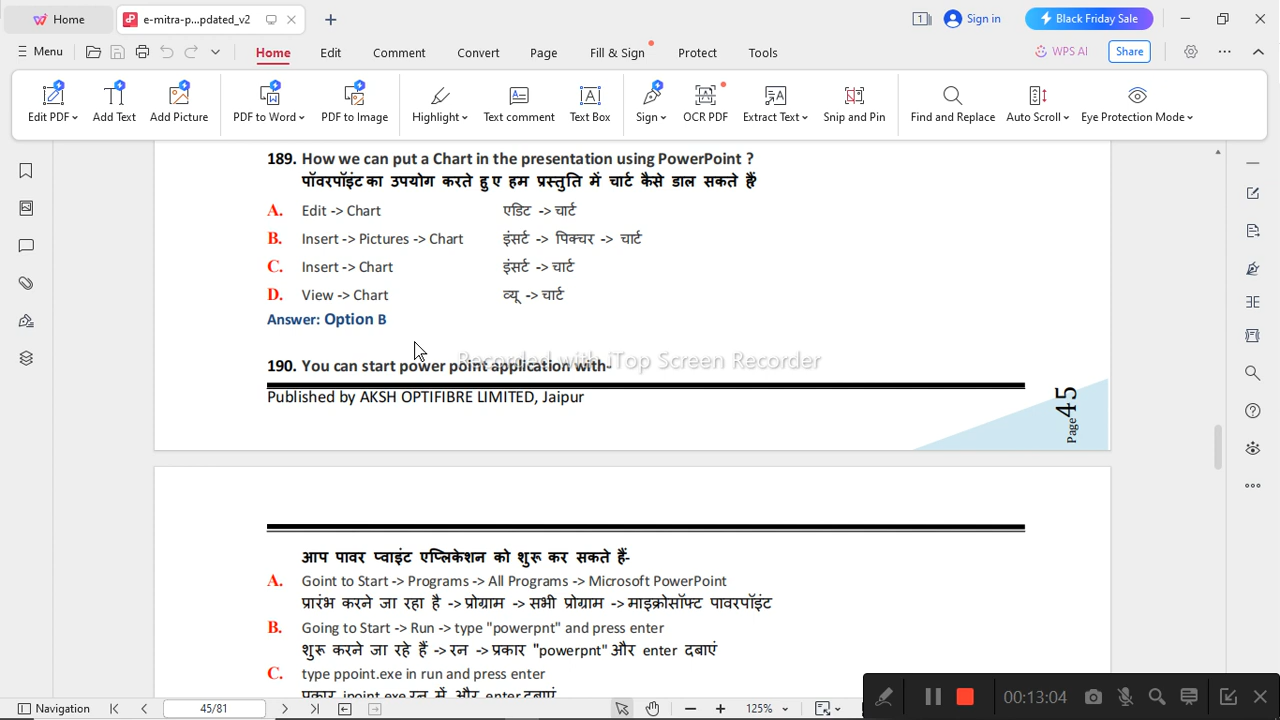 Home
e-mitra-p...pdated_v2
Sign in
Black Friday Sale
Menu
Home
Edit
Comment
Convert
Page
Fill & Sign
Protect
Tools
WPS AI
Share
Edit PDF
Add Text
Add Picture
PDF to Word
PDF to Image
Highlight
Text comment
Text Box
Sign
OCR PDF
Extract Text
Snip and Pin
Find and Replace
Auto Scroll
Eye Protection Mode
189. How we can put a Chart in the presentation using PowerPoint ?
पॉवरपॉइंट का उपयोग करते हुए हम प्रस्तुति में चार्ट कैसे डाल सकते हैं?
A. Edit -> Chart एडिट -> चार्ट
B. Insert -> Pictures -> Chart इंसर्ट -> पिक्चर -> चार्ट
C. Insert -> Chart इंसर्ट -> चार्ट
D. View -> Chart व्यू -> चार्ट
Answer: Option B
Recorded with iTop Screen Recorder
190. You can start power point application with-
Published by AKSH OPTIFIBRE LIMITED, Jaipur
Page 45
आप पावर प्वाइंट एप्लिकेशन को शुरू कर सकते हैं-
A. Goint to Start -> Programs -> All Programs -> Microsoft PowerPoint
प्रारंभ करने जा रहा है -> प्रोग्राम -> सभी प्रोग्राम -> माइक्रोसॉफ्ट पावरपॉइंट
B. Going to Start -> Run -> type "powerpnt" and press enter
शुरू करने जा रहे हैं -> रन -> प्रकार "powerpnt" और enter दबाएं
C. type ppoint.exe in run and press enter
Navigation
45/81
125%
00:13:04